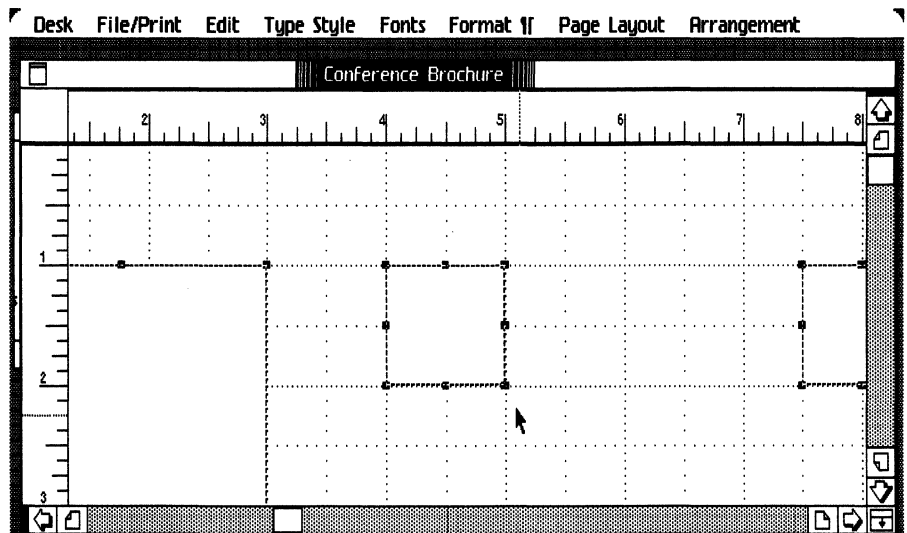 Desk File/Print Edit Type Style Fonts Format ¶ Page Layout Arrangement
Conference Brochure
2 3 4 5 6 7 8
1
2
3